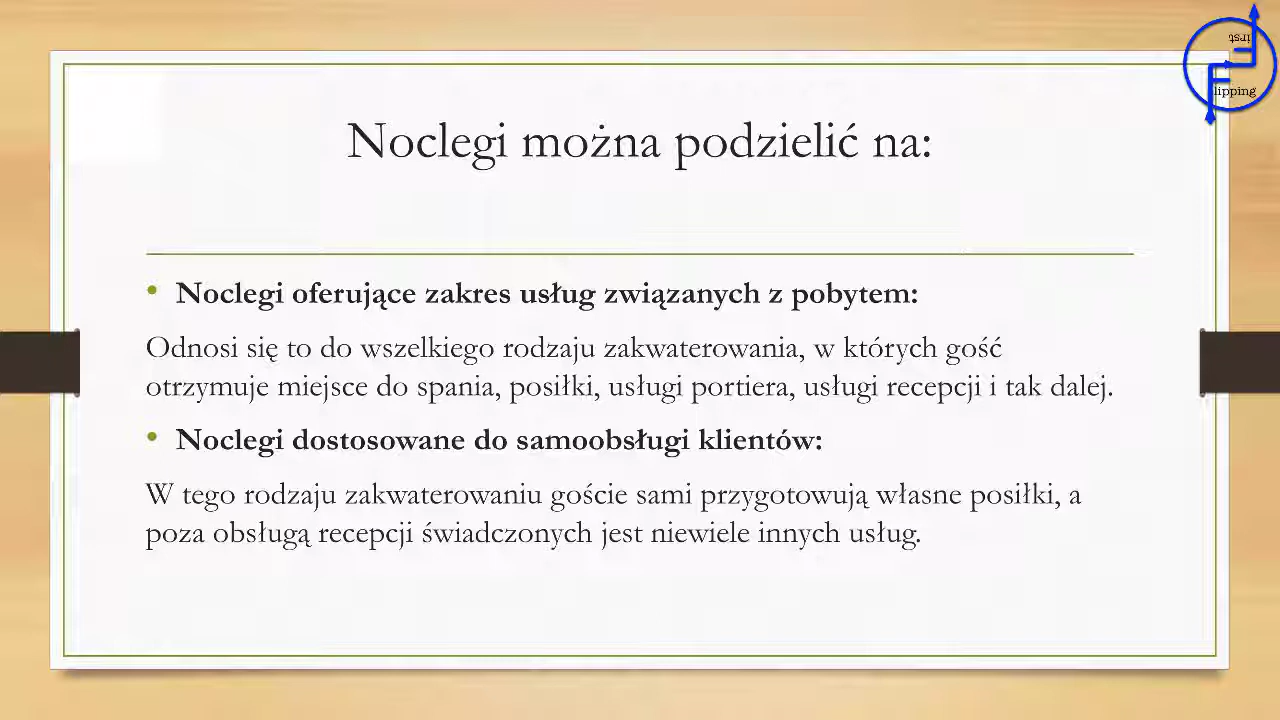 irst
lipping
Noclegi można podzielić na:
• Noclegi oferujące zakres usług związanych z pobytem:
Odnosi się to do wszelkiego rodzaju zakwaterowania, w których gość
otrzymuje miejsce do spania, posiłki, usługi portiera, usługi recepcji i tak dalej.
• Noclegi dostosowane do samoobsługi klientów:
W tego rodzaju zakwaterowaniu goście sami przygotowują własne posiłki, a
poza obsługą recepcji świadczonych jest niewiele innych usług.